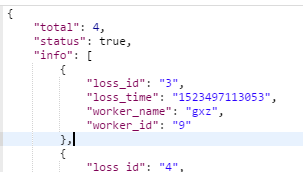 {
"total": 4,
"status": true,
"info": [
{
"loss_id": "3",
"loss_time": "1523497113053",
"worker_name": "gxz",
"worker_id": "9"
},
{
"loss_id": "4",